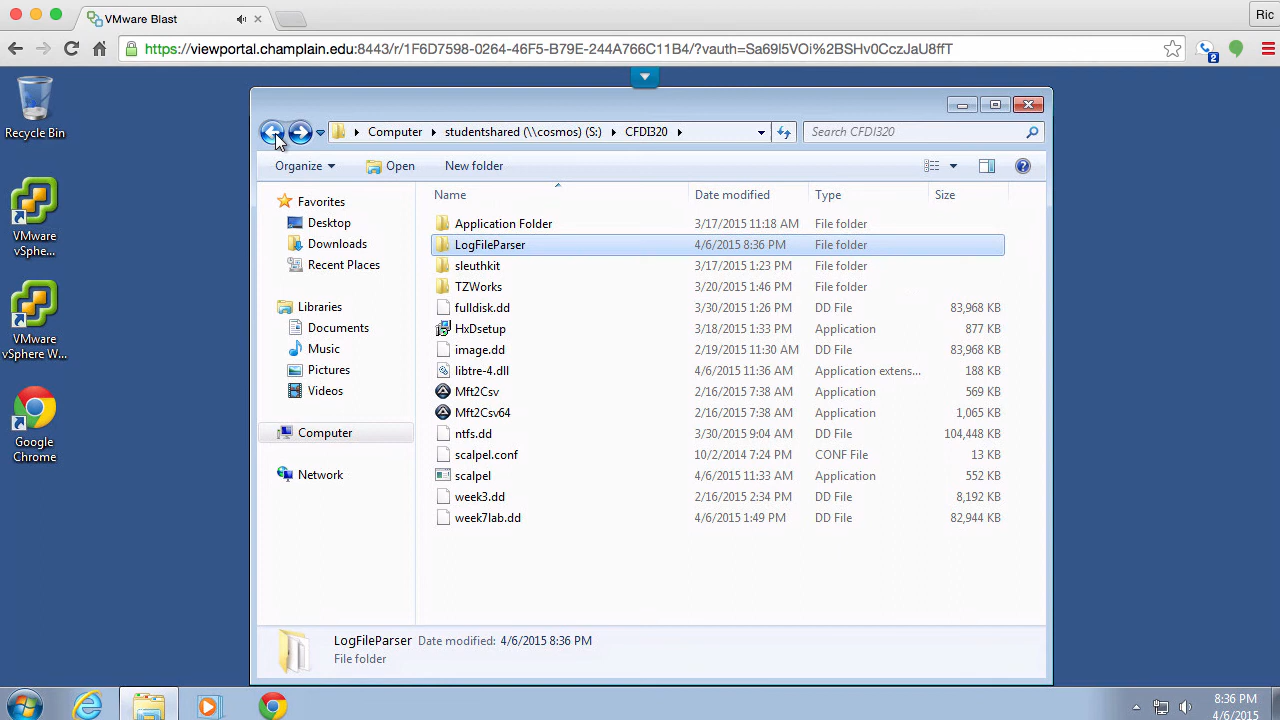 VMware Blast
Ric
https://viewportal.champlain.edu:8443/r/1F6D7598-0264-46F5-B79E-244A766C11B4/?vauth=Sa69l5VOi%2BSHv0CczJaU8ffT
2
Recycle Bin
VMware
vSphe...
VMware
vSphere W...
Google
Chrome
Computer
studentshared (\\cosmos) (S:)
CFDI320
Search CFDI320
Organize
Open
New folder
Favorites
Desktop
Downloads
Recent Places
Libraries
Documents
Music
Pictures
Videos
Computer
Network
Name Date modified Type Size
Application Folder 3/17/2015 11:18 AM File folder
LogFileParser 4/6/2015 8:36 PM File folder
sleuthkit 3/17/2015 1:23 PM File folder
TZWorks 3/20/2015 1:46 PM File folder
fulldisk.dd 3/30/2015 1:26 PM DD File 83,968 KB
HxDsetup 3/18/2015 1:33 PM Application 877 KB
image.dd 2/19/2015 11:30 AM DD File 83,968 KB
libtre-4.dll 4/6/2015 11:36 AM Application extens... 188 KB
Mft2Csv 2/16/2015 7:38 AM Application 569 KB
Mft2Csv64 2/16/2015 7:38 AM Application 1,065 KB
ntfs.dd 3/30/2015 9:04 AM DD File 104,448 KB
scalpel.conf 10/2/2014 7:24 PM CONF File 13 KB
scalpel 4/6/2015 11:33 AM Application 552 KB
week3.dd 2/16/2015 2:34 PM DD File 8,192 KB
week7lab.dd 4/6/2015 1:49 PM DD File 82,944 KB
LogFileParser Date modified: 4/6/2015 8:36 PM
File folder
8:36 PM
4/6/2015